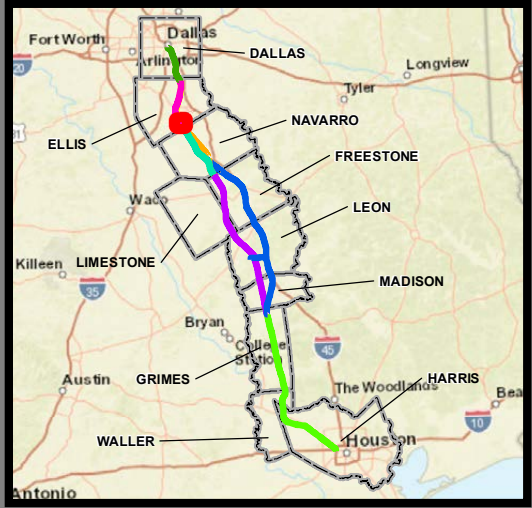 Fort Worth
Dallas
DALLAS
Arlington
20
Longview
Tyler
NAVARRO
ELLIS
FREESTONE
Waco
LEON
LIMESTONE
Killeen
35
MADISON
Bryan
College
Station
45
GRIMES
Austin
The Woodlands
HARRIS
Bea
10
WALLER
Houston
Antonio